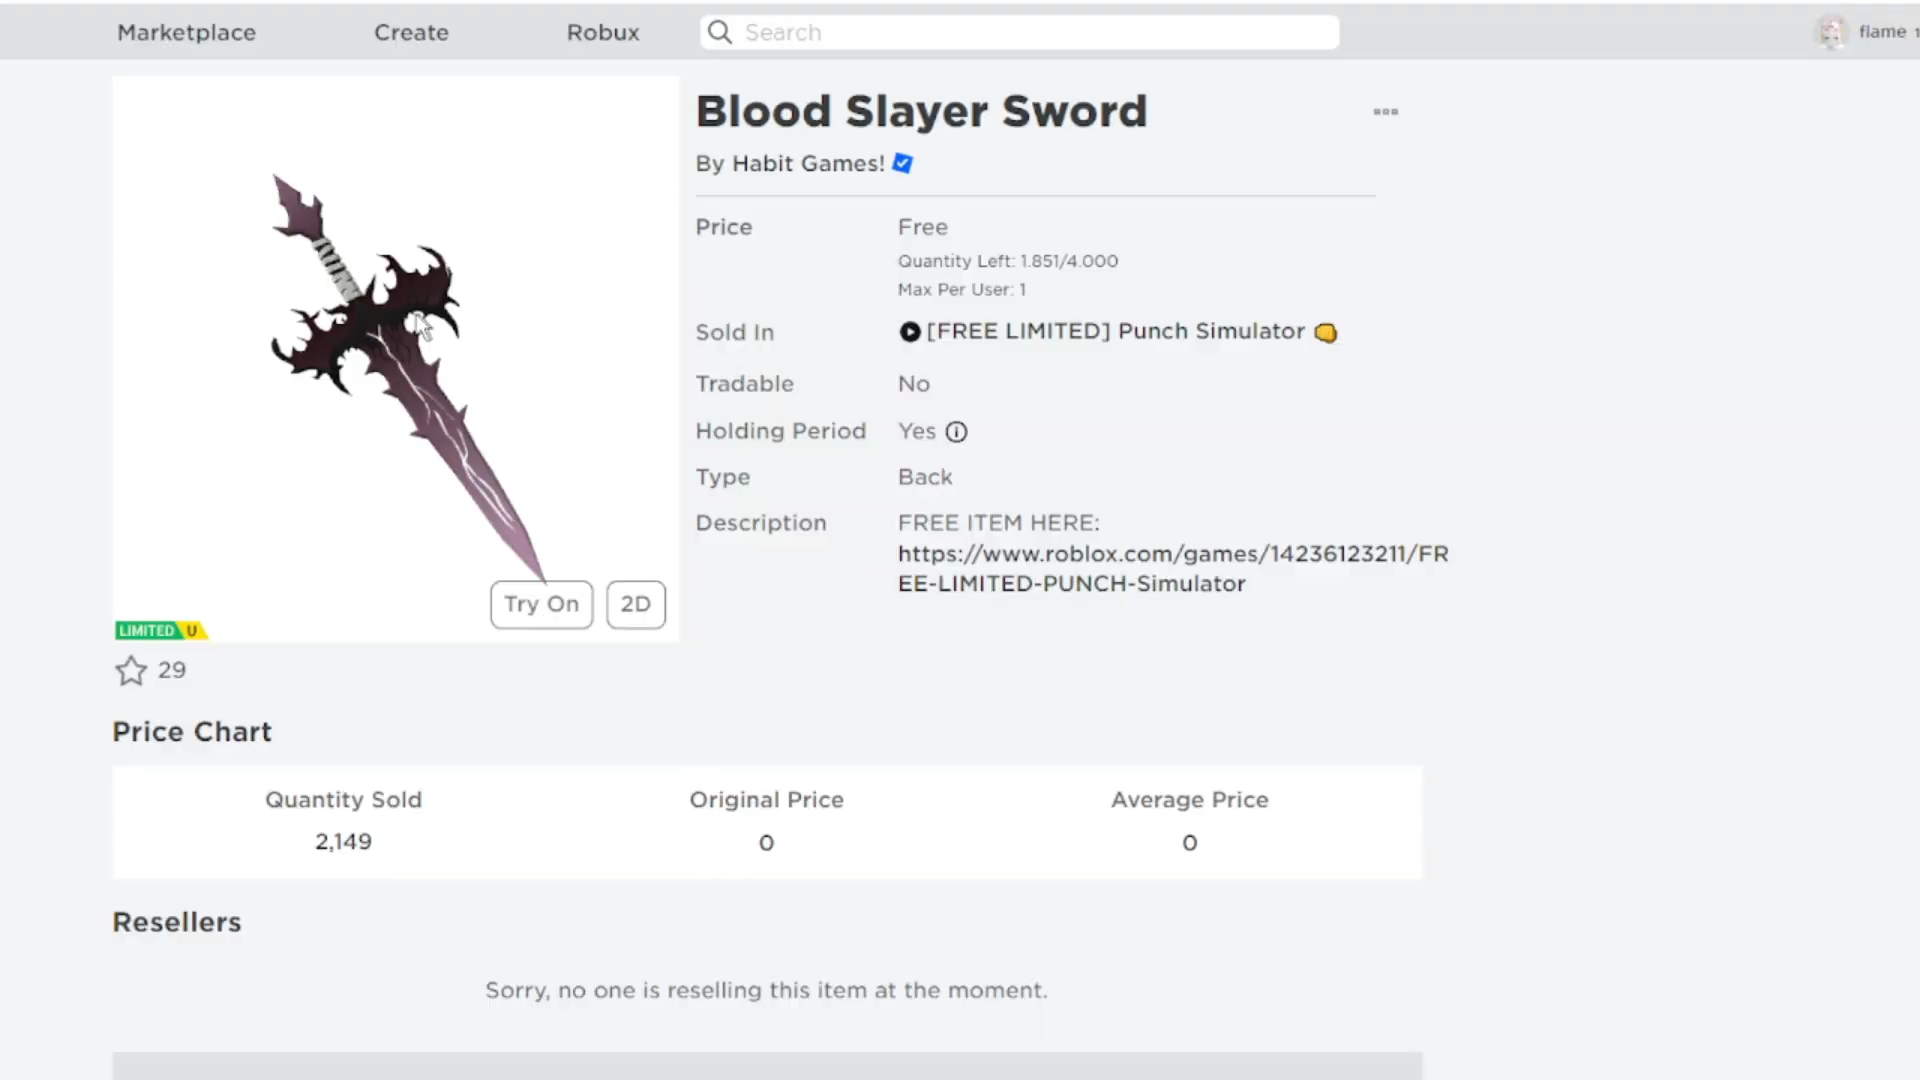 Marketplace Create Robux Search flame
Blood Slayer Sword
By Habit Games!
Price Free
Quantity Left: 1.851/4.000
Max Per User: 1
Sold In [FREE LIMITED] Punch Simulator
Tradable No
Holding Period Yes
Type Back
Description FREE ITEM HERE:
https://www.roblox.com/games/14236123211/FR
EE-LIMITED-PUNCH-Simulator
Try On 2D
LIMITED U
29
Price Chart
Quantity Sold Original Price Average Price
2,149 0 0
Resellers
Sorry, no one is reselling this item at the moment.